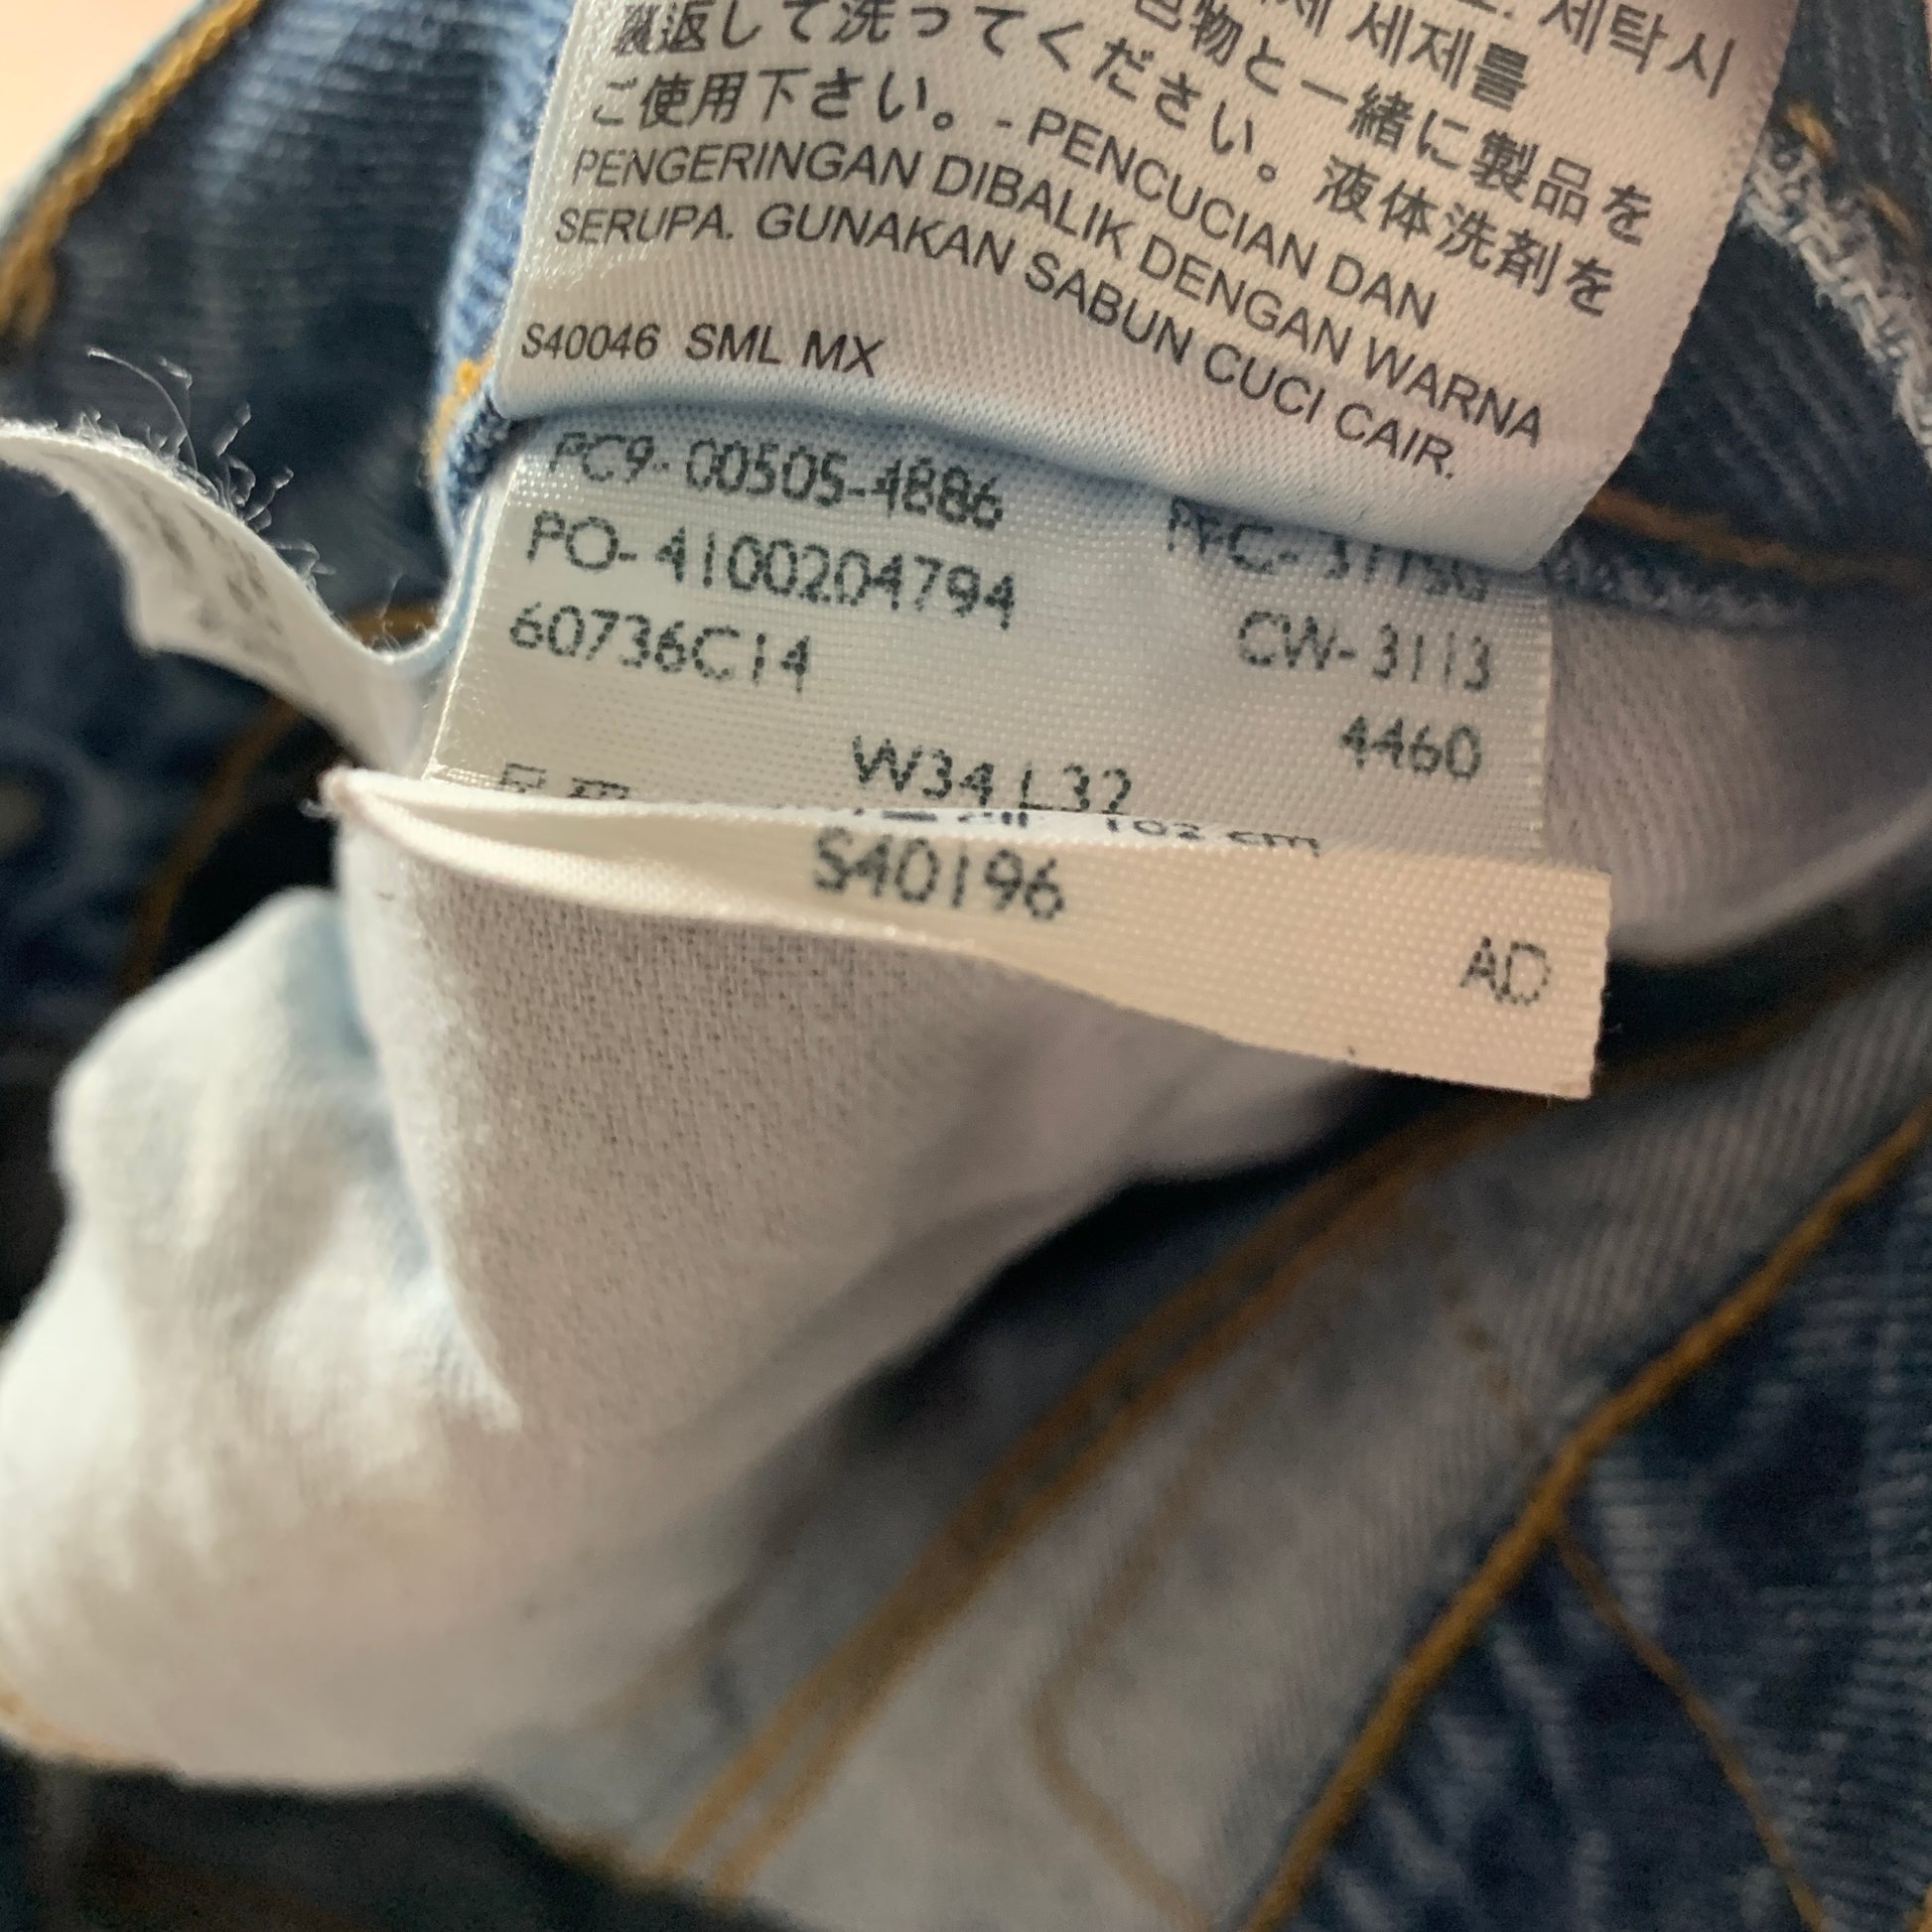 세탁시
세제를
色物と一緒に製品を
裏返して洗ってください。液体洗剤を
ご使用下さい。- PENCUCIAN DAN
PENGERINGAN DIBALIK DENGAN WARNA
SERUPA. GUNAKAN SABUN CUCI CAIR.
S40046 SML MX
PC9-00505-4886
PO-4100204794
60736C14
CW-3113
4460
W34 L32
S40196
AD